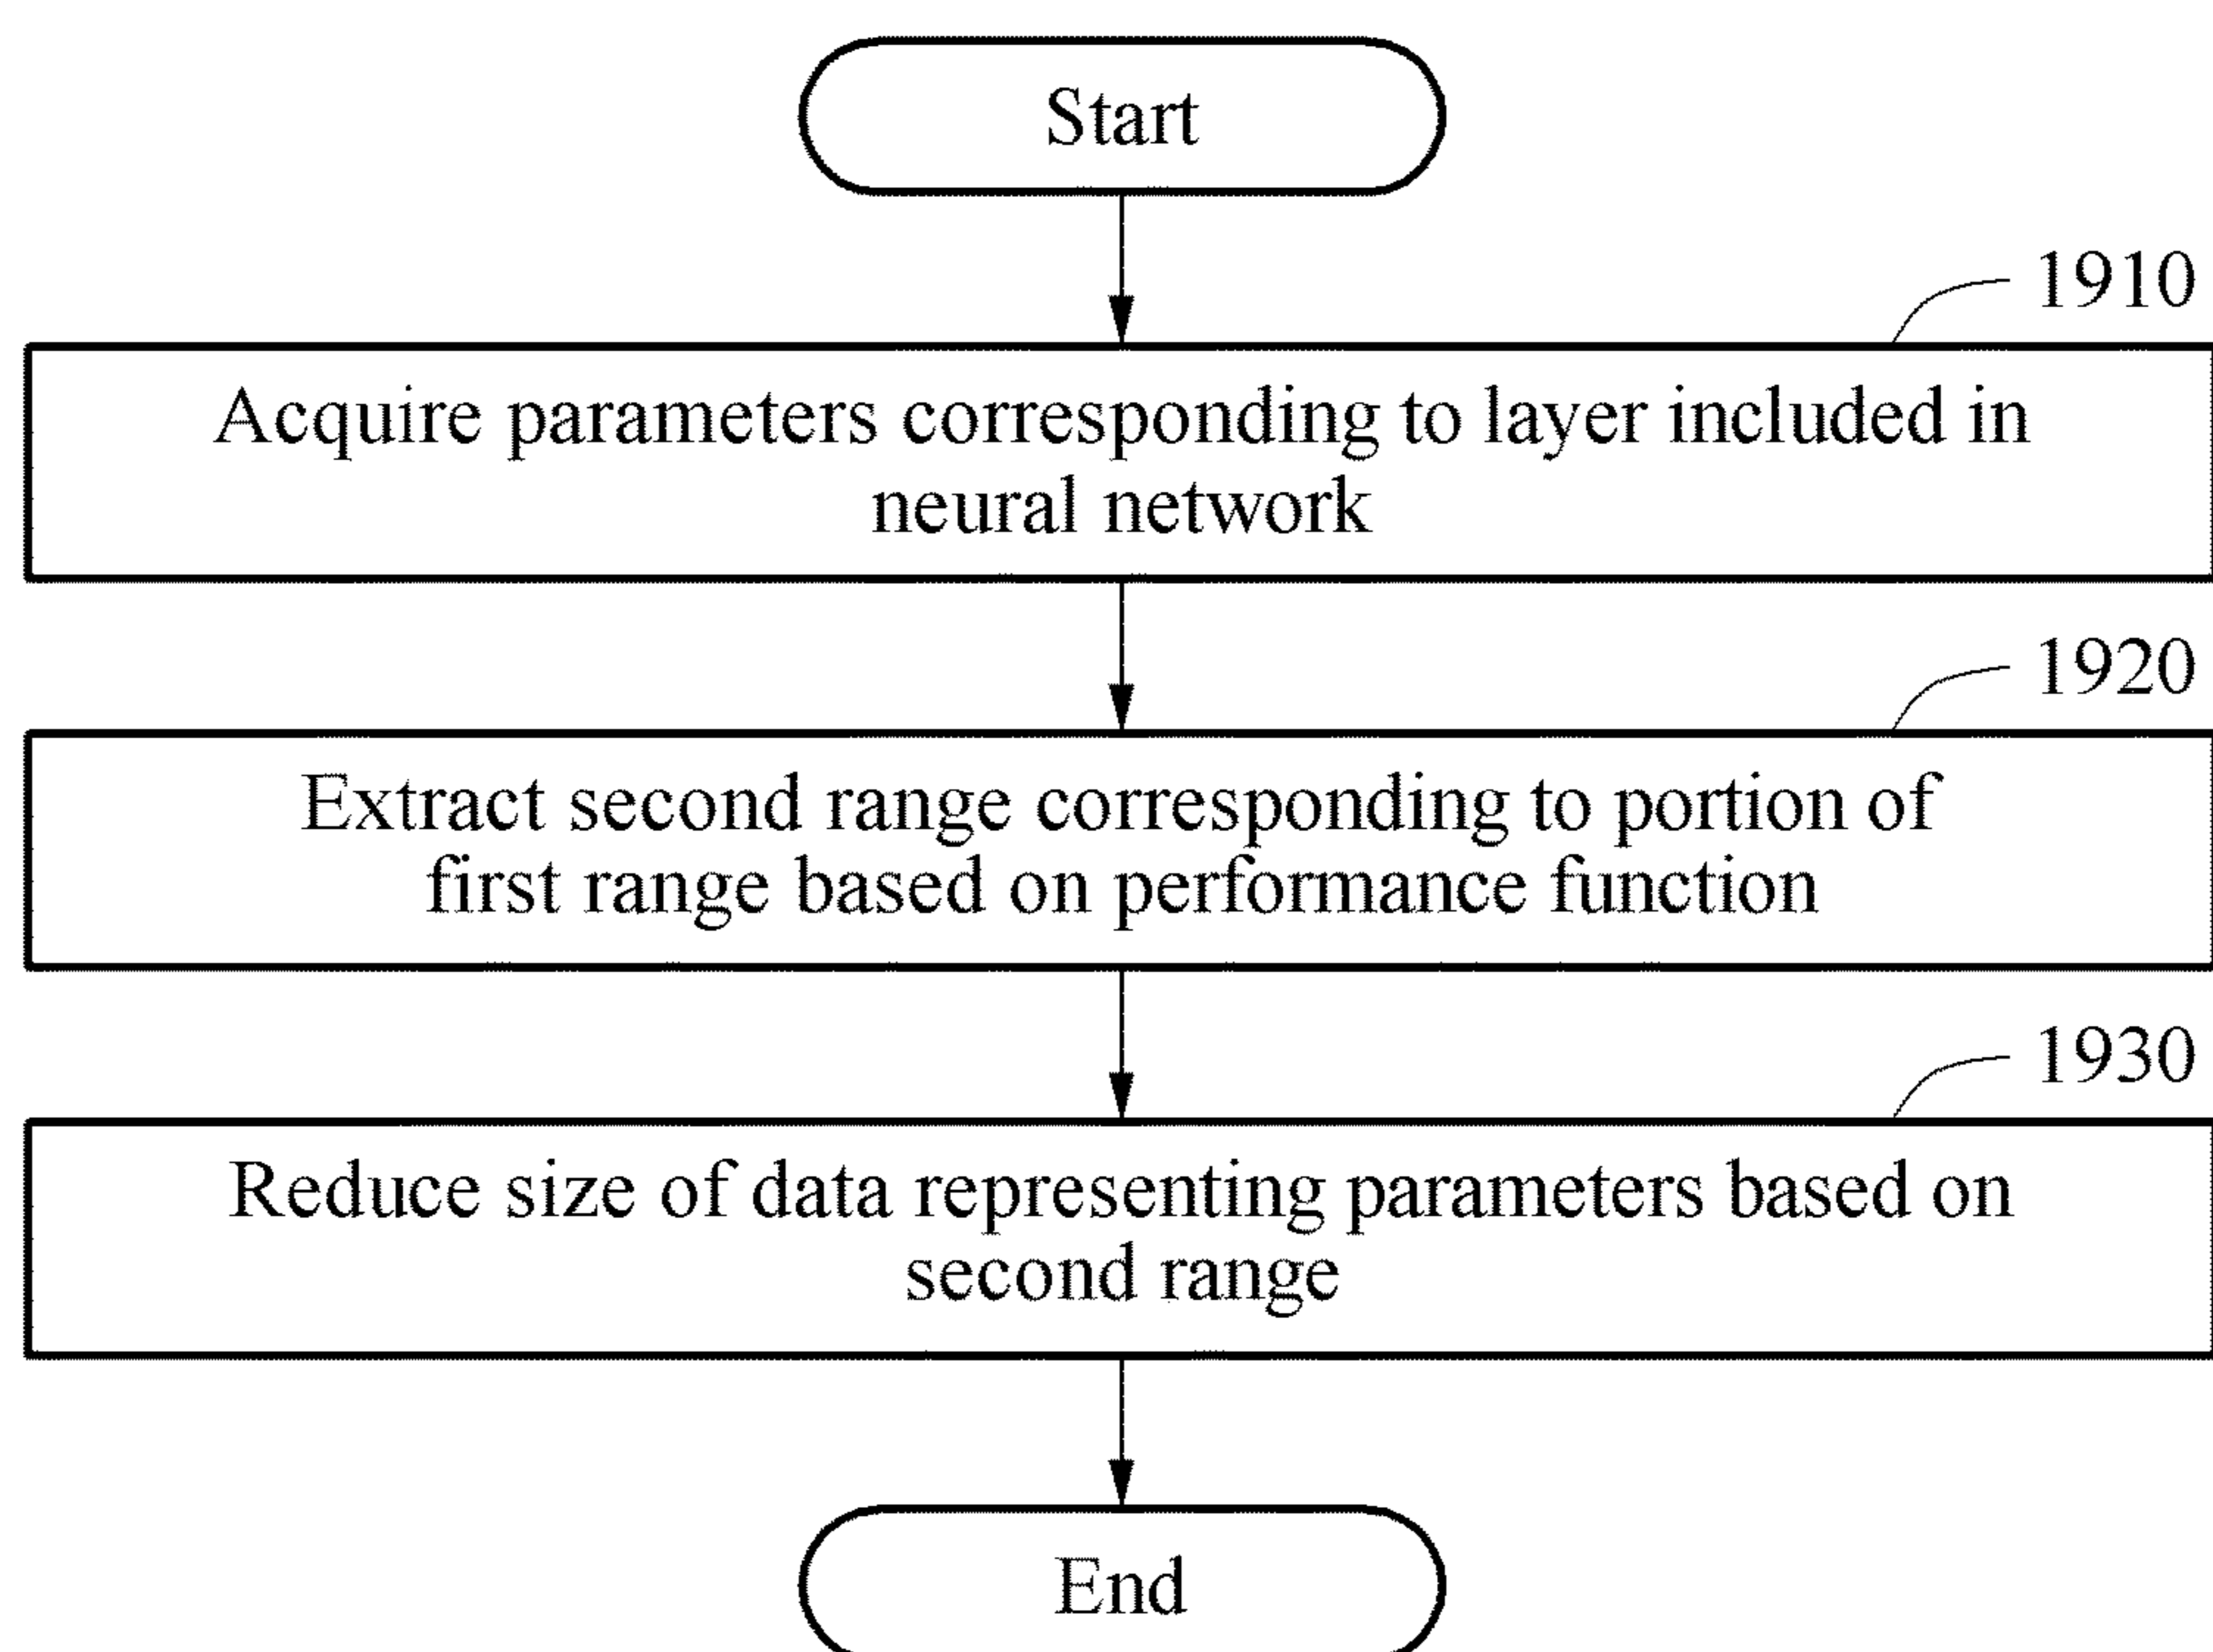 Start
1910
Acquire parameters corresponding to layer included in
neural network
1920
Extract second range corresponding to portion of
first range based on performance function
1930
Reduce size of data representing parameters based on
second range
End